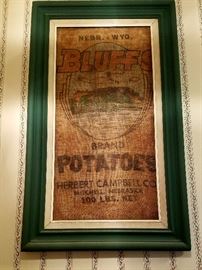 NEBR. - WYO.
BLUFFS
BRAND
POTATOES
HERBERT CAMPBELL CO.
MITCHELL, NEBRASKA
100 LBS. NET